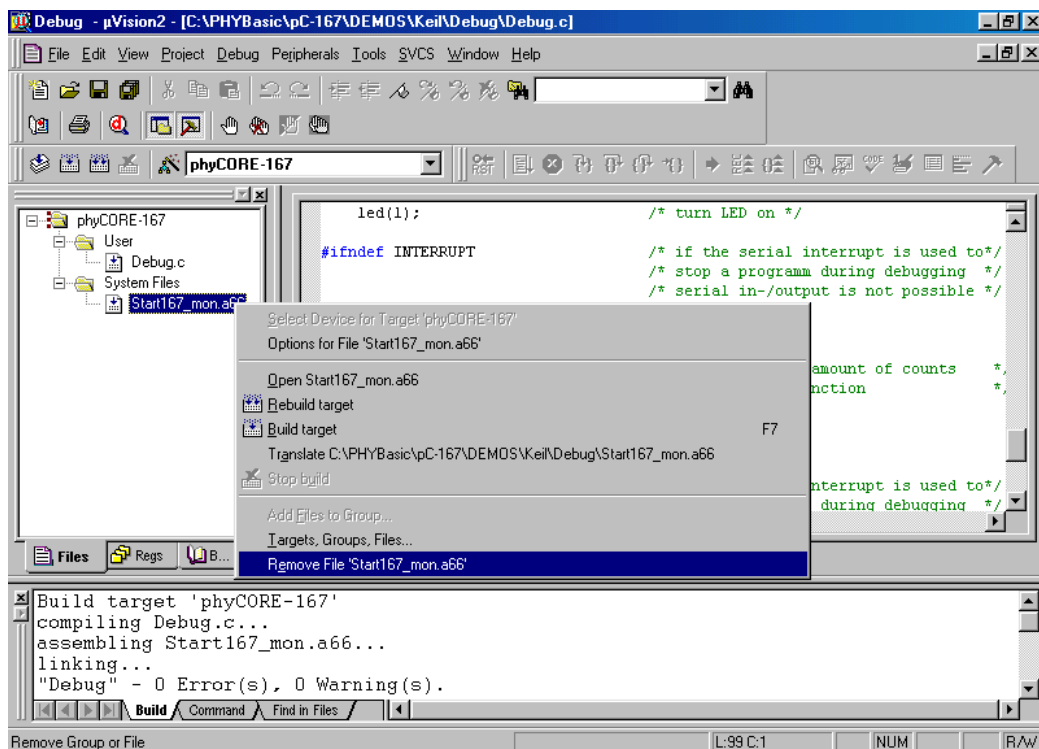 Debug - µVision2 - [C:\PHYBasic\pC-167\DEMOS\Keil\Debug\Debug.c]
File Edit View Project Debug Peripherals Tools SVCS Window Help
phyCORE-167
RST
CODE
phyCORE-167
User
Debug.c
System Files
Start167_mon.a66
led(1); /* turn LED on */
#ifndef INTERRUPT /* if the serial interrupt is used to*/
/* stop a programm during debugging */
/* serial in-/output is not possible */
amount of counts *
nction *
nterrupt is used to*/
during debugging */
Select Device for Target 'phyCORE-167'
Options for File 'Start167_mon.a66'
Open Start167_mon.a66
Rebuild target
Build target F7
Translate C:\PHYBasic\pC-167\DEMOS\Keil\Debug\Start167_mon.a66
Stop build
Add Files to Group...
Targets, Groups, Files...
Remove File 'Start167_mon.a66'
Files Regs B...
Build target 'phyCORE-167'
compiling Debug.c...
assembling Start167_mon.a66...
linking...
"Debug" - 0 Error(s), 0 Warning(s).
Build Command Find in Files
Remove Group or File L:99 C:1 NUM R/W